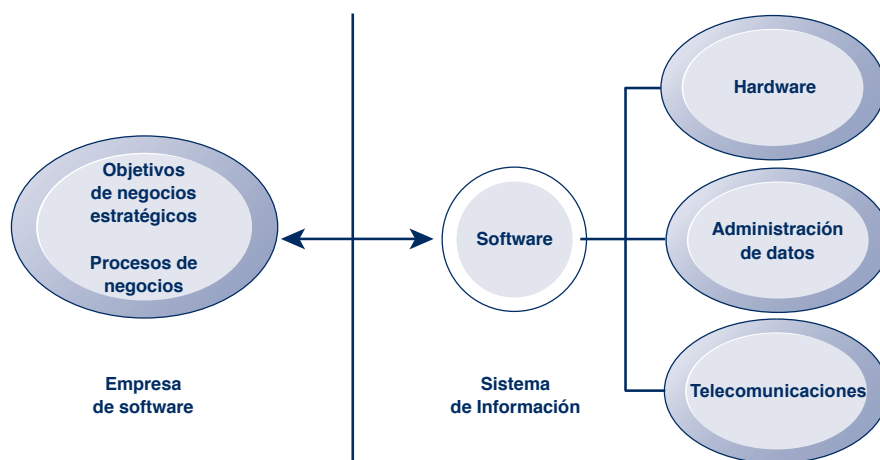 Objetivos
de negocios
estratégicos
Procesos de
negocios
Empresa
de software
Software
Sistema
de Información
Hardware
Administración
de datos
Telecomunicaciones